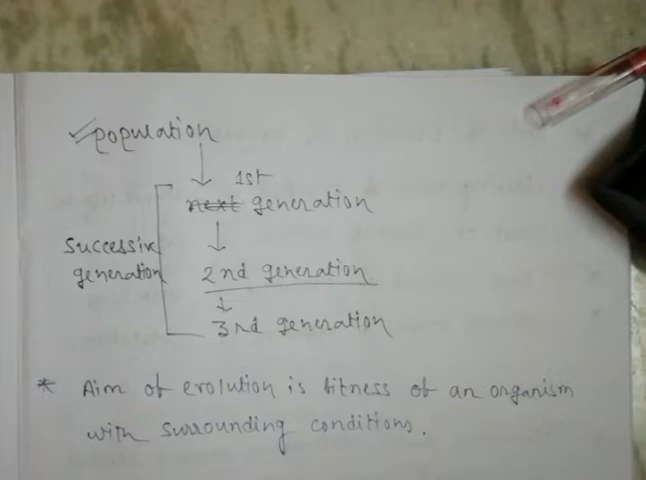 population
1st
next generation
Successive
generation
2nd generation
3rd generation
* Aim of evolution is fitness of an organism
with surrounding conditions.